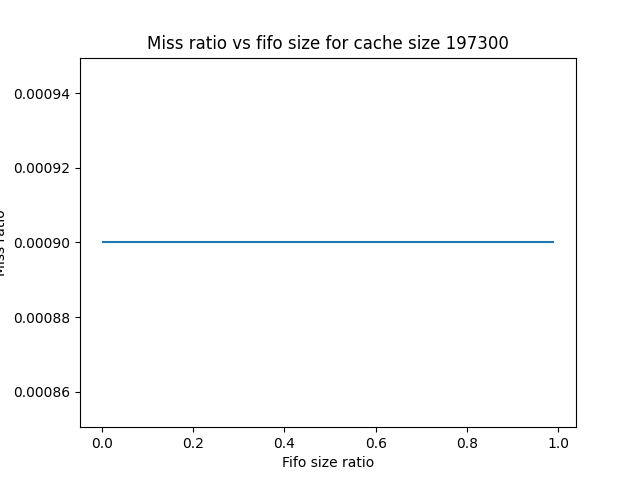 Miss ratio vs fifo size for cache size 197300
Miss ratio
0.00094
0.00092
0.00090
0.00088
0.00086
0.0 0.2 0.4 0.6 0.8 1.0
Fifo size ratio